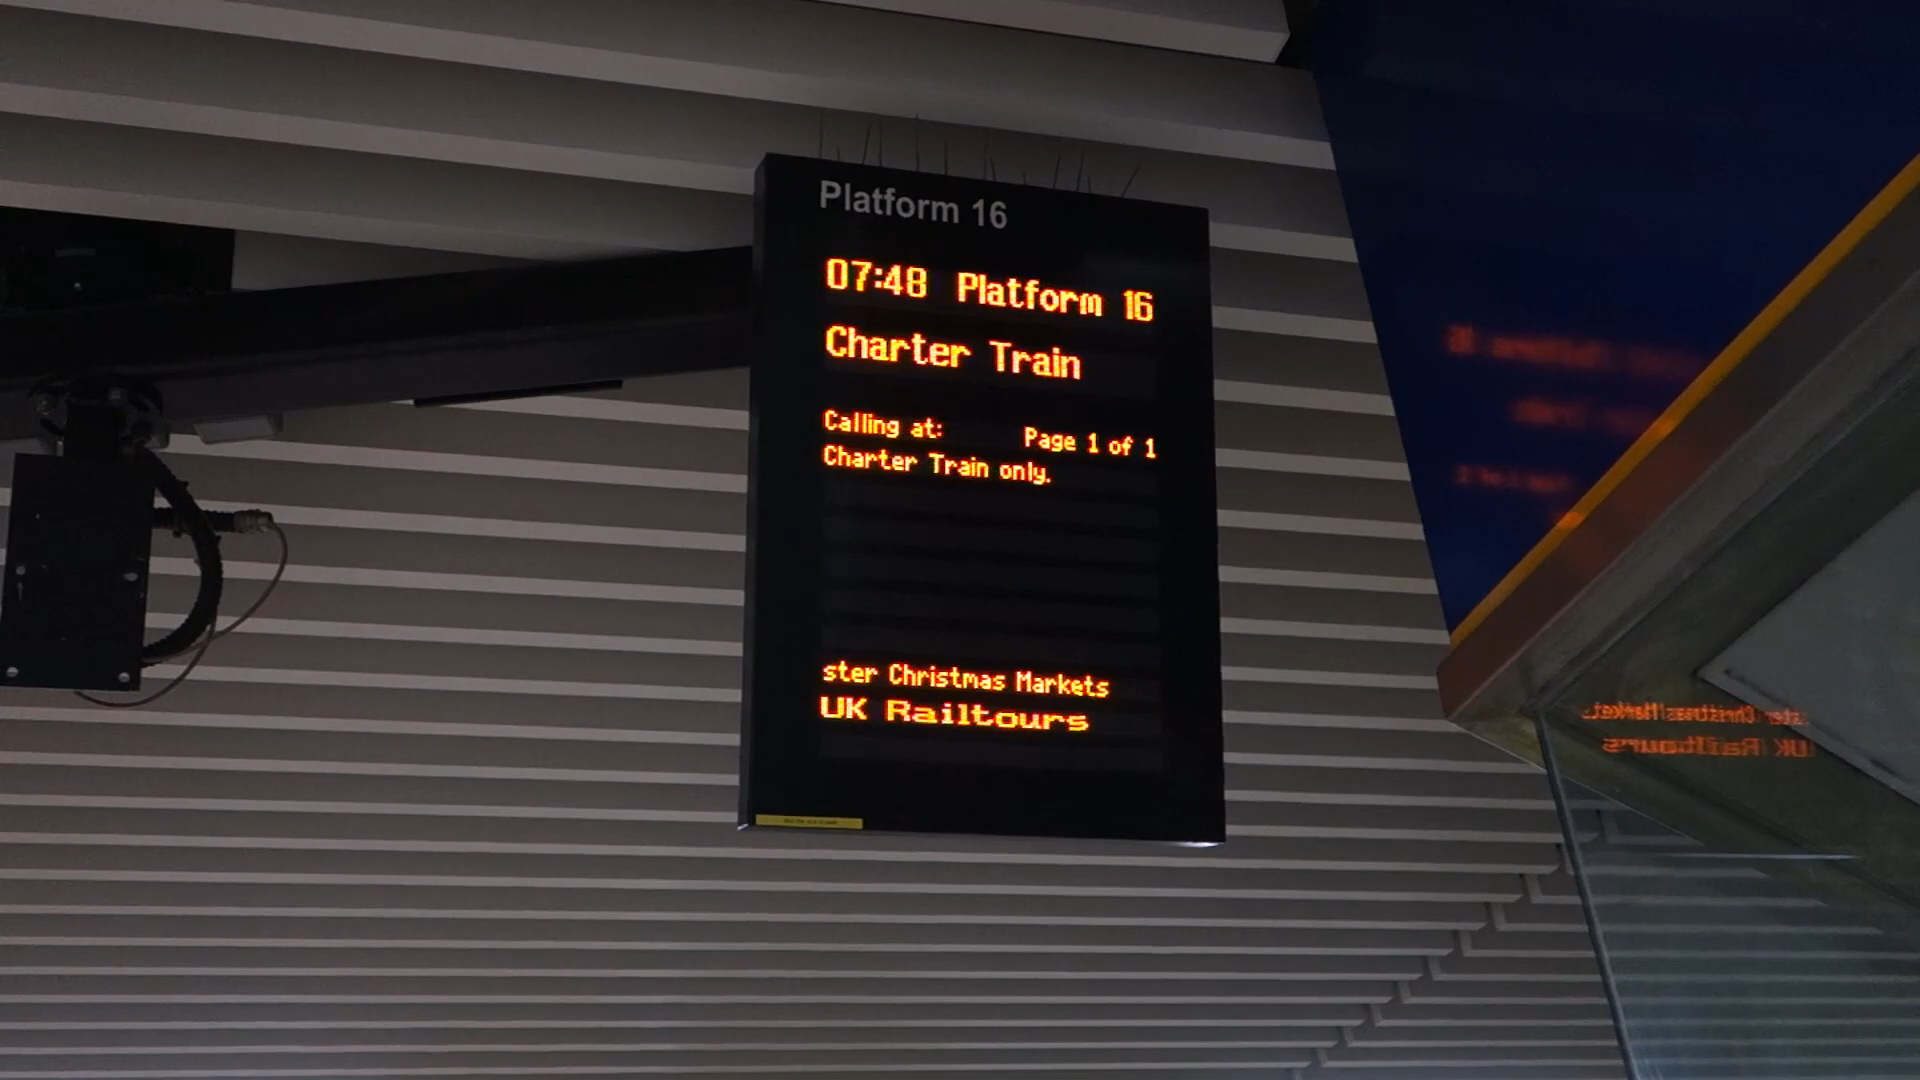 Platform 16
07:48 Platform 16
Charter Train
Calling at: Page 1 of 1
Charter Train only.
ster Christmas Markets
UK Railtours